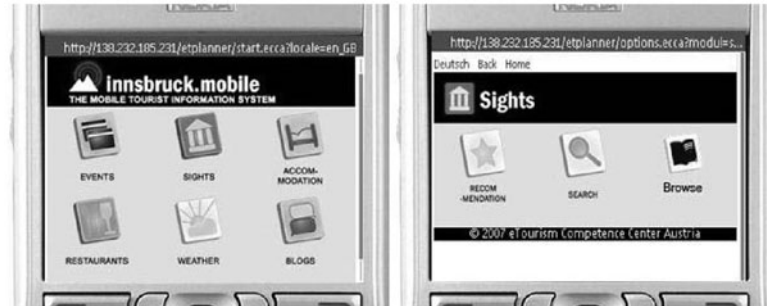 http://138.232.185.231/etplanner/start.ecca?locale=en_GB
innsbruck.mobile
THE MOBILE TOURIST INFORMATION SYSTEM
EVENTS
SIGHTS
ACCOM-
MODATION
RESTAURANTS
WEATHER
BLOGS
http://138.232.185.231/etplanner/options.ecca?modul=s...
Deutsch Back Home
Sights
RECOM
-MENDATION
SEARCH
Browse
© 2007 eTourism Competence Center Austria